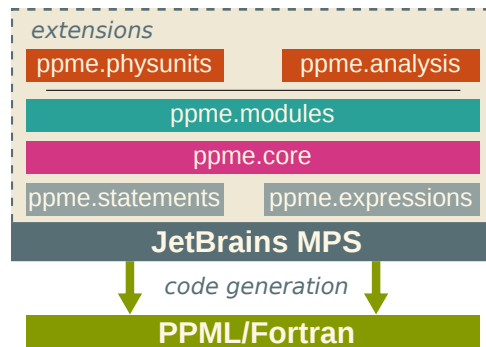 extensions
ppme.physunits ppme.analysis
ppme.modules
ppme.core
ppme.statements ppme.expressions
JetBrains MPS
code generation
PPML/Fortran